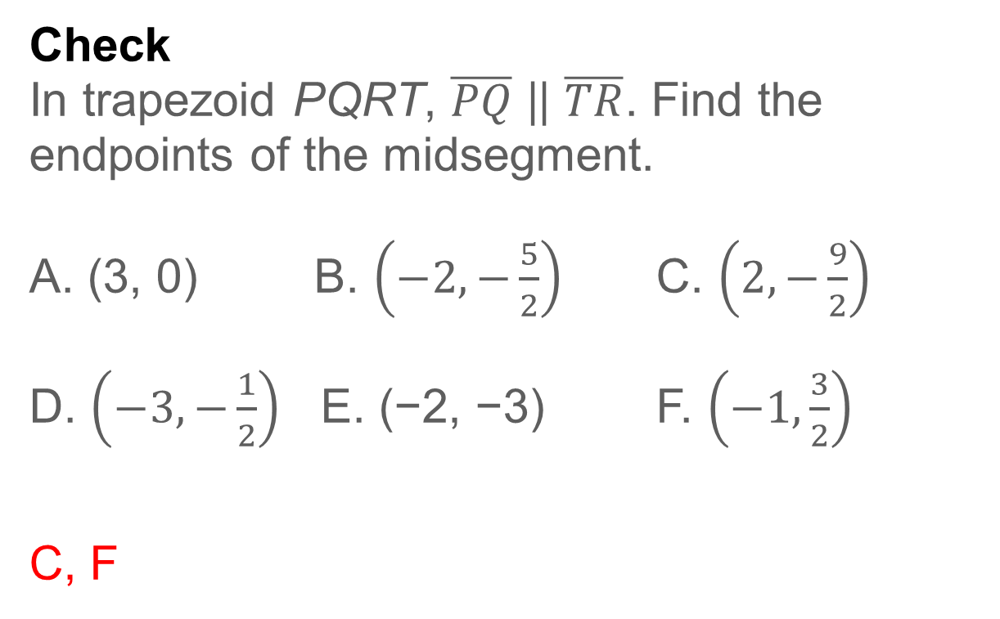 Check
In trapezoid PQRT, $\overline{PQ}$ || $\overline{TR}$. Find the
endpoints of the midsegment.
A. (3, 0) B. $\left(-2, -\frac{5}{2}\right)$ C. $\left(2, -\frac{9}{2}\right)$
D. $\left(-3, -\frac{1}{2}\right)$ E. (−2, −3) F. $\left(-1, \frac{3}{2}\right)$
C, F